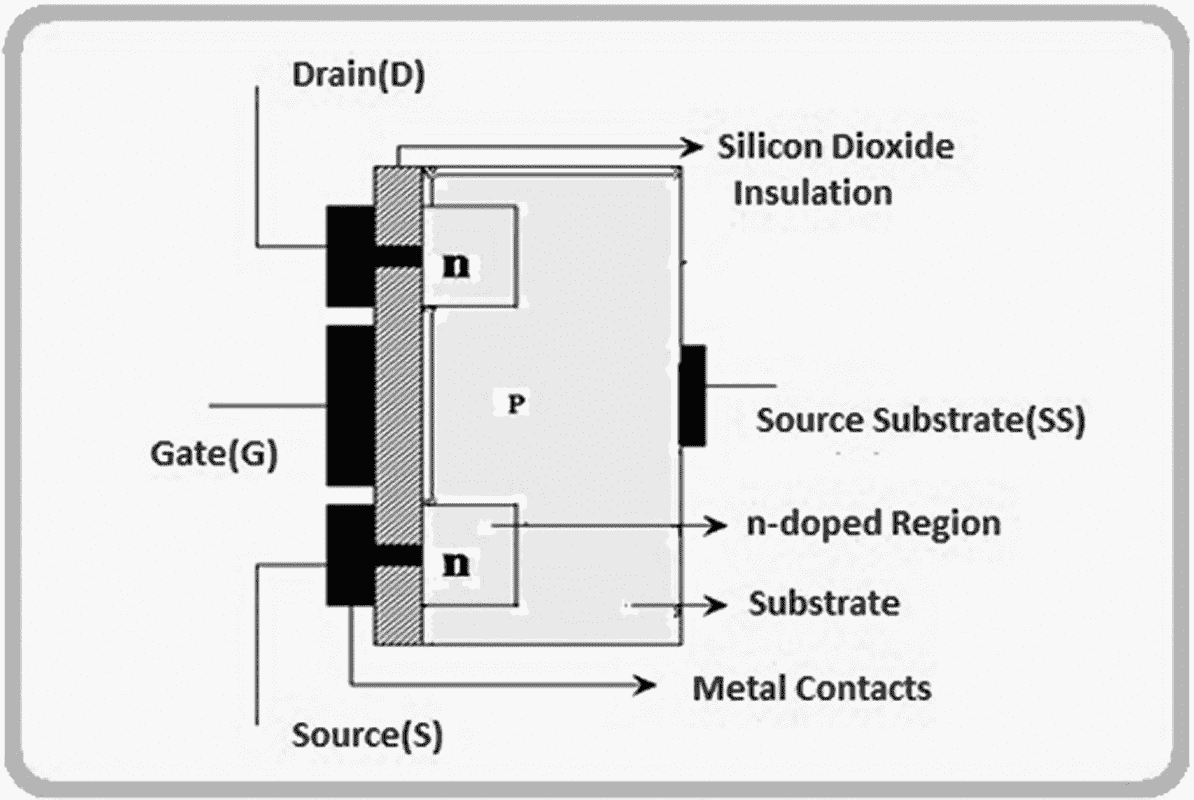 Drain(D)
Silicon Dioxide
Insulation
n
P
Gate(G)
Source Substrate(SS)
n-doped Region
n
Substrate
Metal Contacts
Source(S)